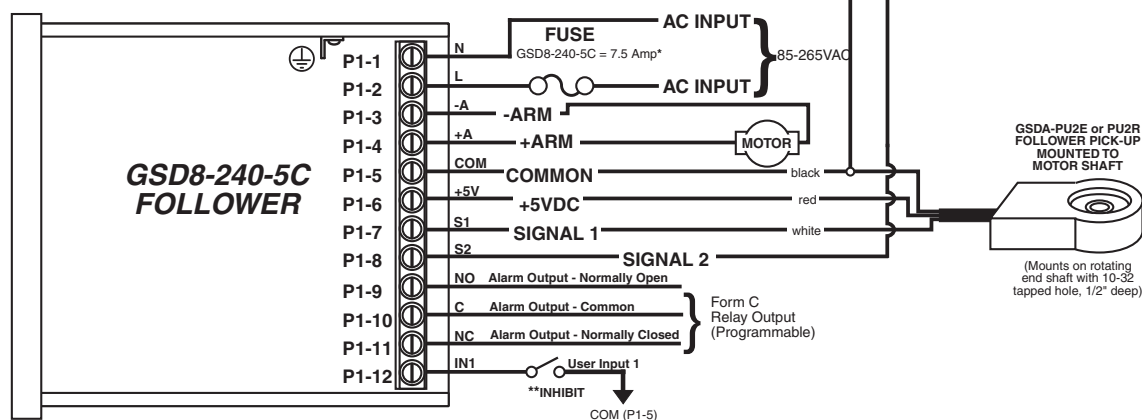 AC INPUT
FUSE
GSD8-240-5C = 7.5 Amp*
85-265VAC
AC INPUT
GSD8-240-5C
FOLLOWER
P1-1 N
P1-2 L
P1-3 -A -ARM
P1-4 +A +ARM MOTOR
P1-5 COM COMMON black
P1-6 +5V +5VDC red
P1-7 S1 SIGNAL 1 white
P1-8 S2 SIGNAL 2
P1-9 NO Alarm Output - Normally Open
P1-10 C Alarm Output - Common
P1-11 NC Alarm Output - Normally Closed
P1-12 IN1 User Input 1
**INHIBIT
COM (P1-5)
Form C
Relay Output
(Programmable)
GSDA-PU2E or PU2R
FOLLOWER PICK-UP
MOUNTED TO
MOTOR SHAFT
(Mounts on rotating
end shaft with 10-32
tapped hole, 1/2" deep)